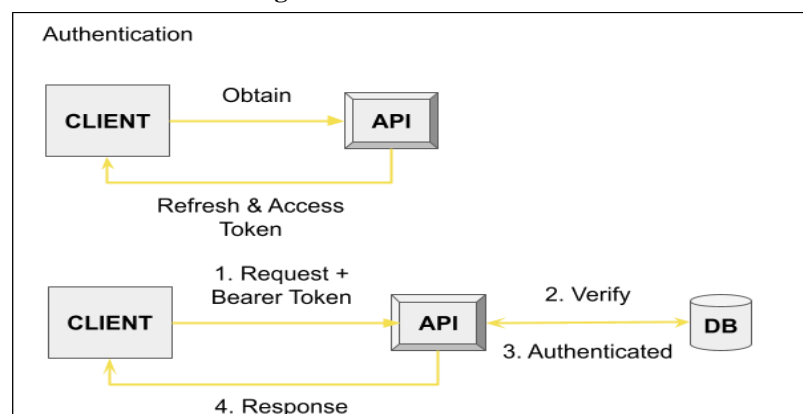 Authentication
Obtain
CLIENT
API
Refresh & Access
Token
1. Request +
Bearer Token
2. Verify
CLIENT
API
DB
3. Authenticated
4. Response